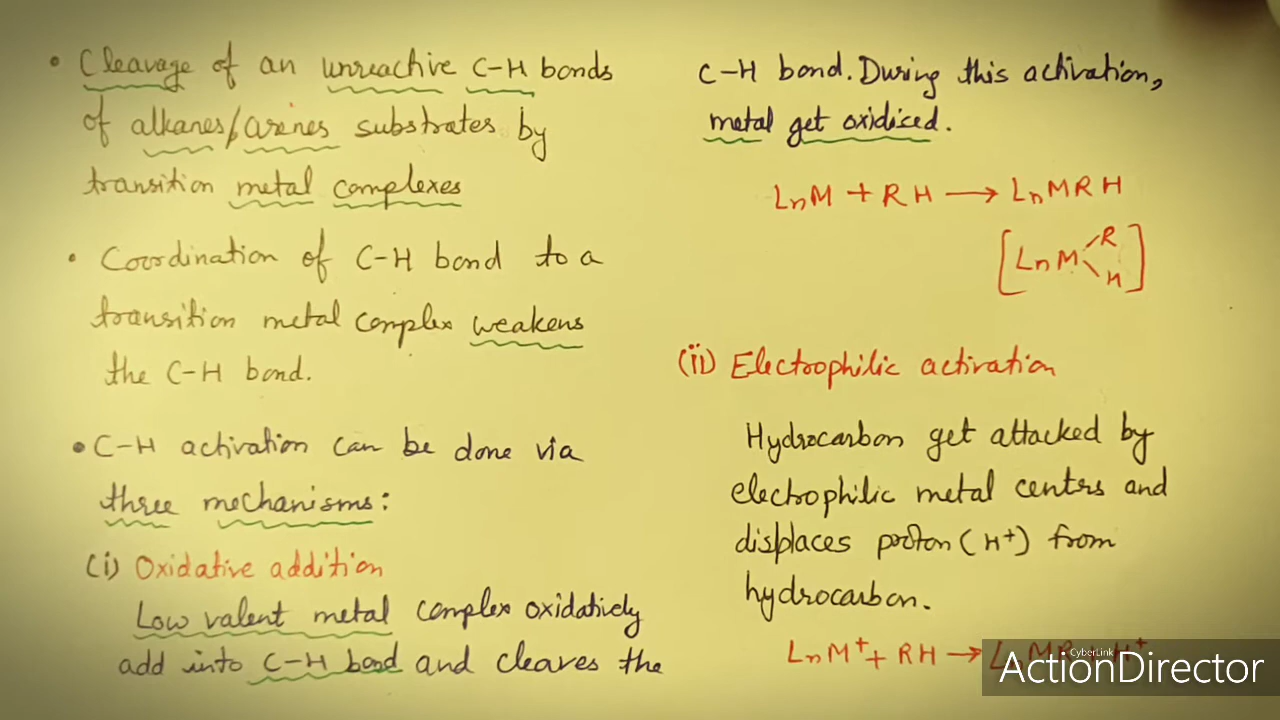 • Cleavage of an unreactive C-H bonds
of alkanes/arenes substrates by
transition metal complexes
• Coordination of C-H bond to a
transition metal complex weakens
the C-H bond.
• C-H activation can be done via
three mechanisms:
(i) Oxidative addition
Low valent metal complex oxidatively
add into C-H bond and cleaves the
C-H bond. During this activation,
metal get oxidised.
LnM + RH → LnMRH
[LnM
R
H]
(ii) Electrophilic activation
Hydrocarbon get attacked by
electrophilic metal centrs and
displaces proton (H+) from
hydrocarbon.
LnM+ + RH → LnMR H+
CyberLink
ActionDirector